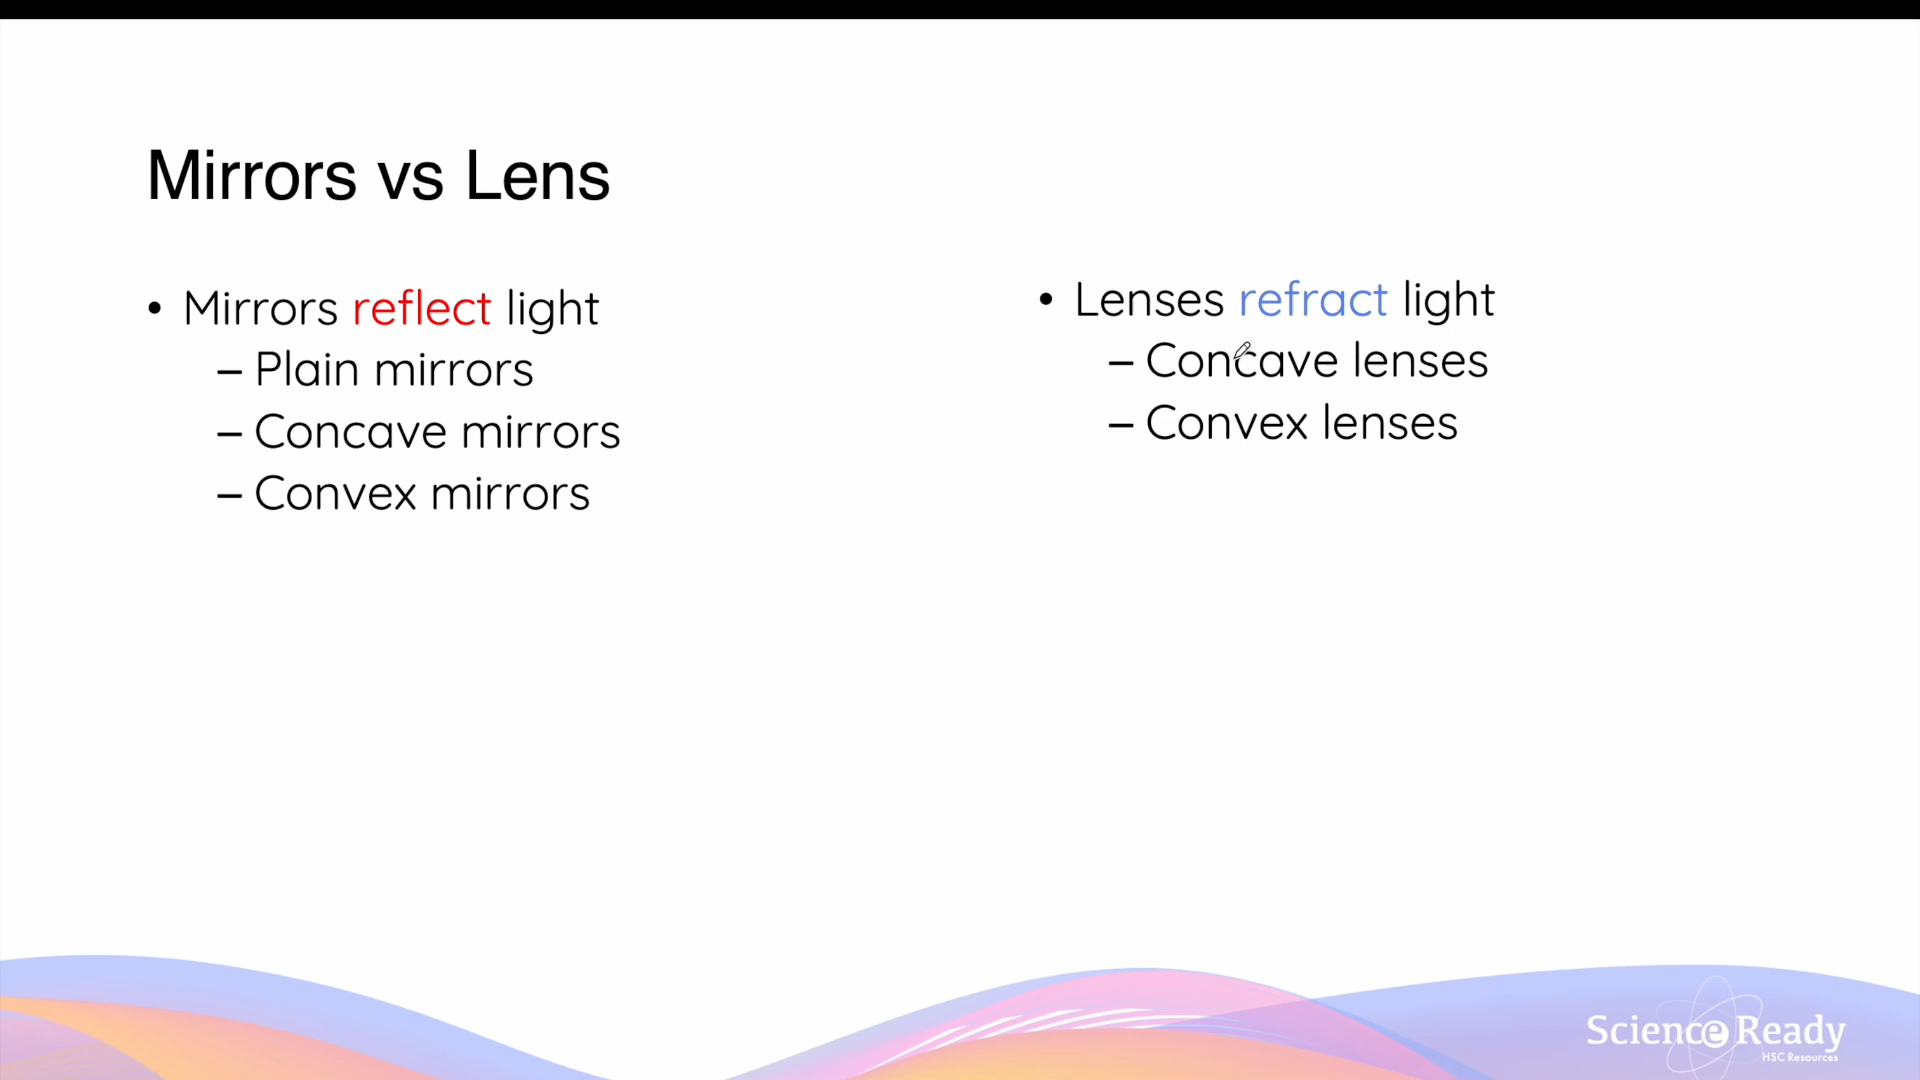 Mirrors vs Lens
• Mirrors reflect light
– Plain mirrors
– Concave mirrors
– Convex mirrors
• Lenses refract light
– Concave lenses
– Convex lenses
Science Ready
HSC Resources